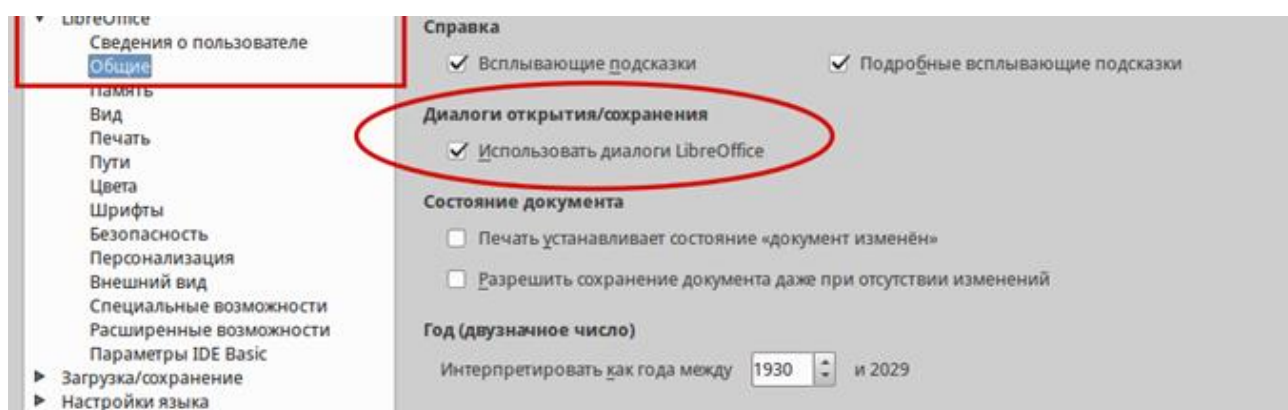 LibreOffice
Сведения о пользователе
Общие
Память
Вид
Печать
Пути
Цвета
Шрифты
Безопасность
Персонализация
Внешний вид
Специальные возможности
Расширенные возможности
Параметры IDE Basic
Загрузка/сохранение
Настройки языка
Справка
Всплывающие подсказки
Подробные всплывающие подсказки
Диалоги открытия/сохранения
Использовать диалоги LibreOffice
Состояние документа
Печать устанавливает состояние «документ изменён»
Разрешить сохранение документа даже при отсутствии изменений
Год (двузначное число)
Интерпретировать как года между 1930 и 2029